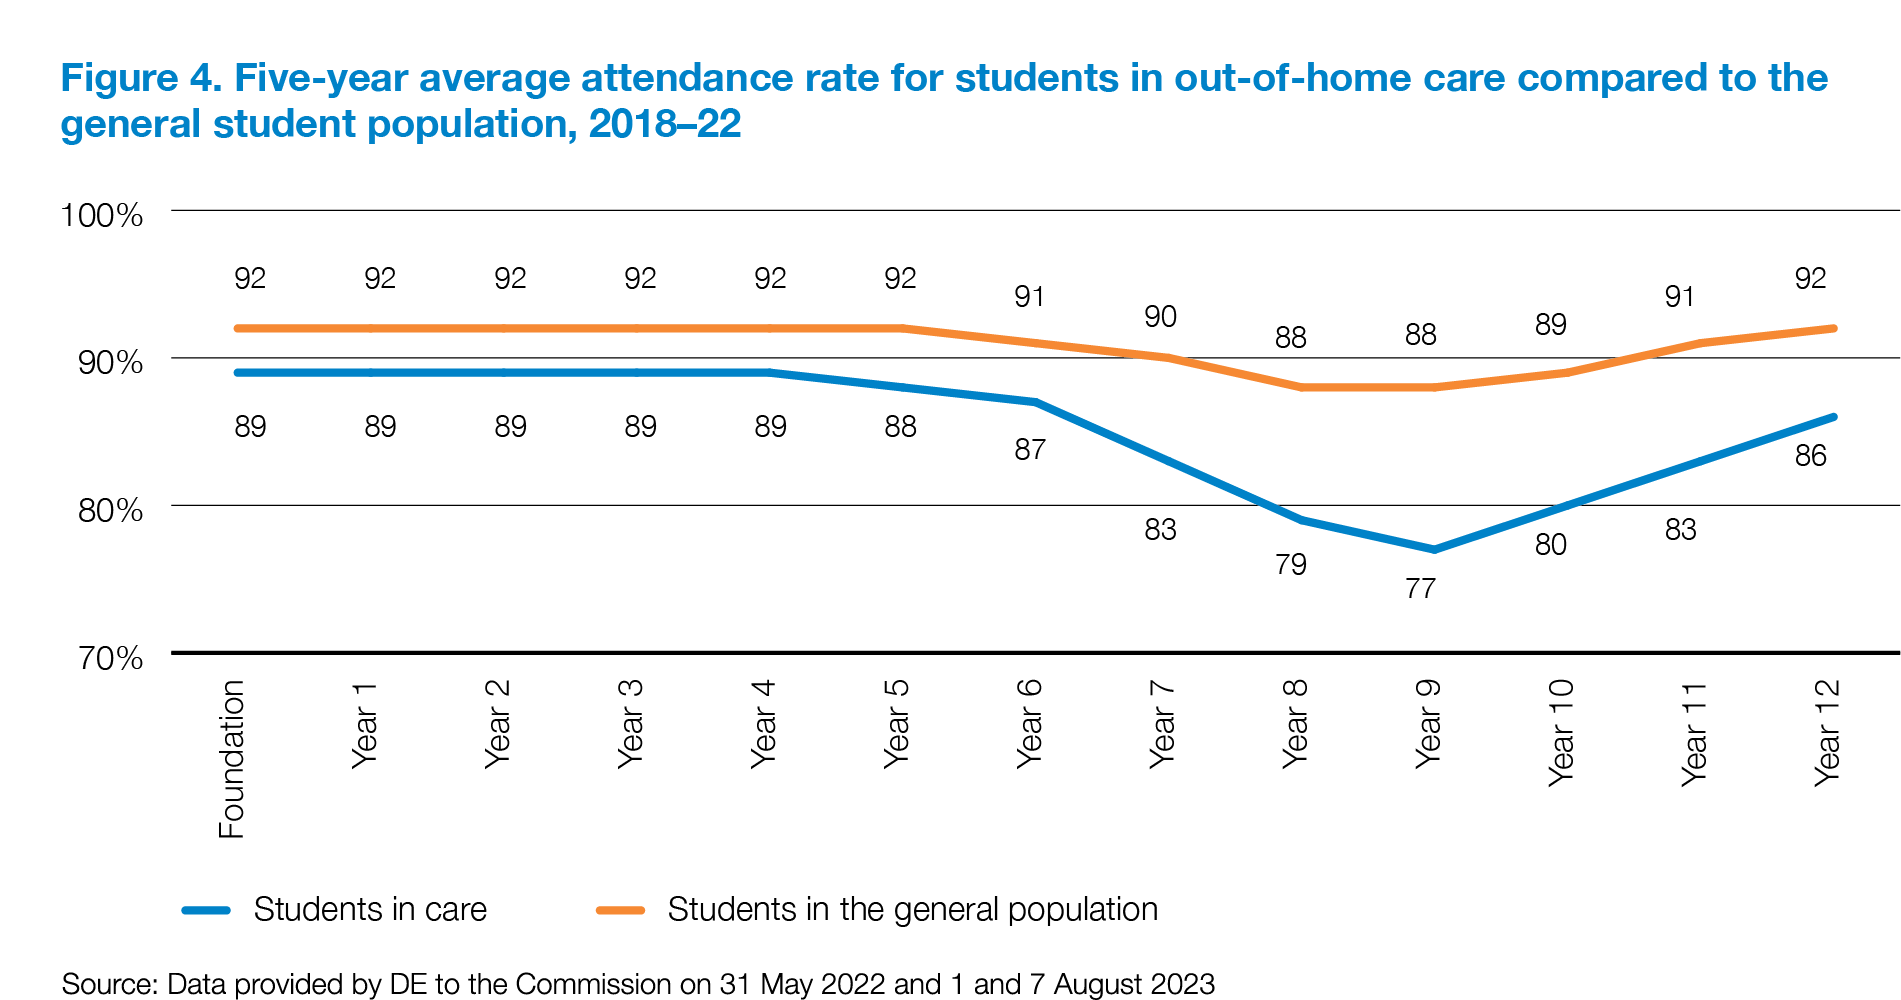 Figure 4. Five-year average attendance rate for students in out-of-home care compared to the
general student population, 2018–22
100%
92 92 92 92 92 92 91 90 88 88 89 91 92
90%
89 89 89 89 89 88 87 83 79 77 80 83 86
80%
70%
Foundation
Year 1
Year 2
Year 3
Year 4
Year 5
Year 6
Year 7
Year 8
Year 9
Year 10
Year 11
Year 12
Students in care
Students in the general population
Source: Data provided by DE to the Commission on 31 May 2022 and 1 and 7 August 2023